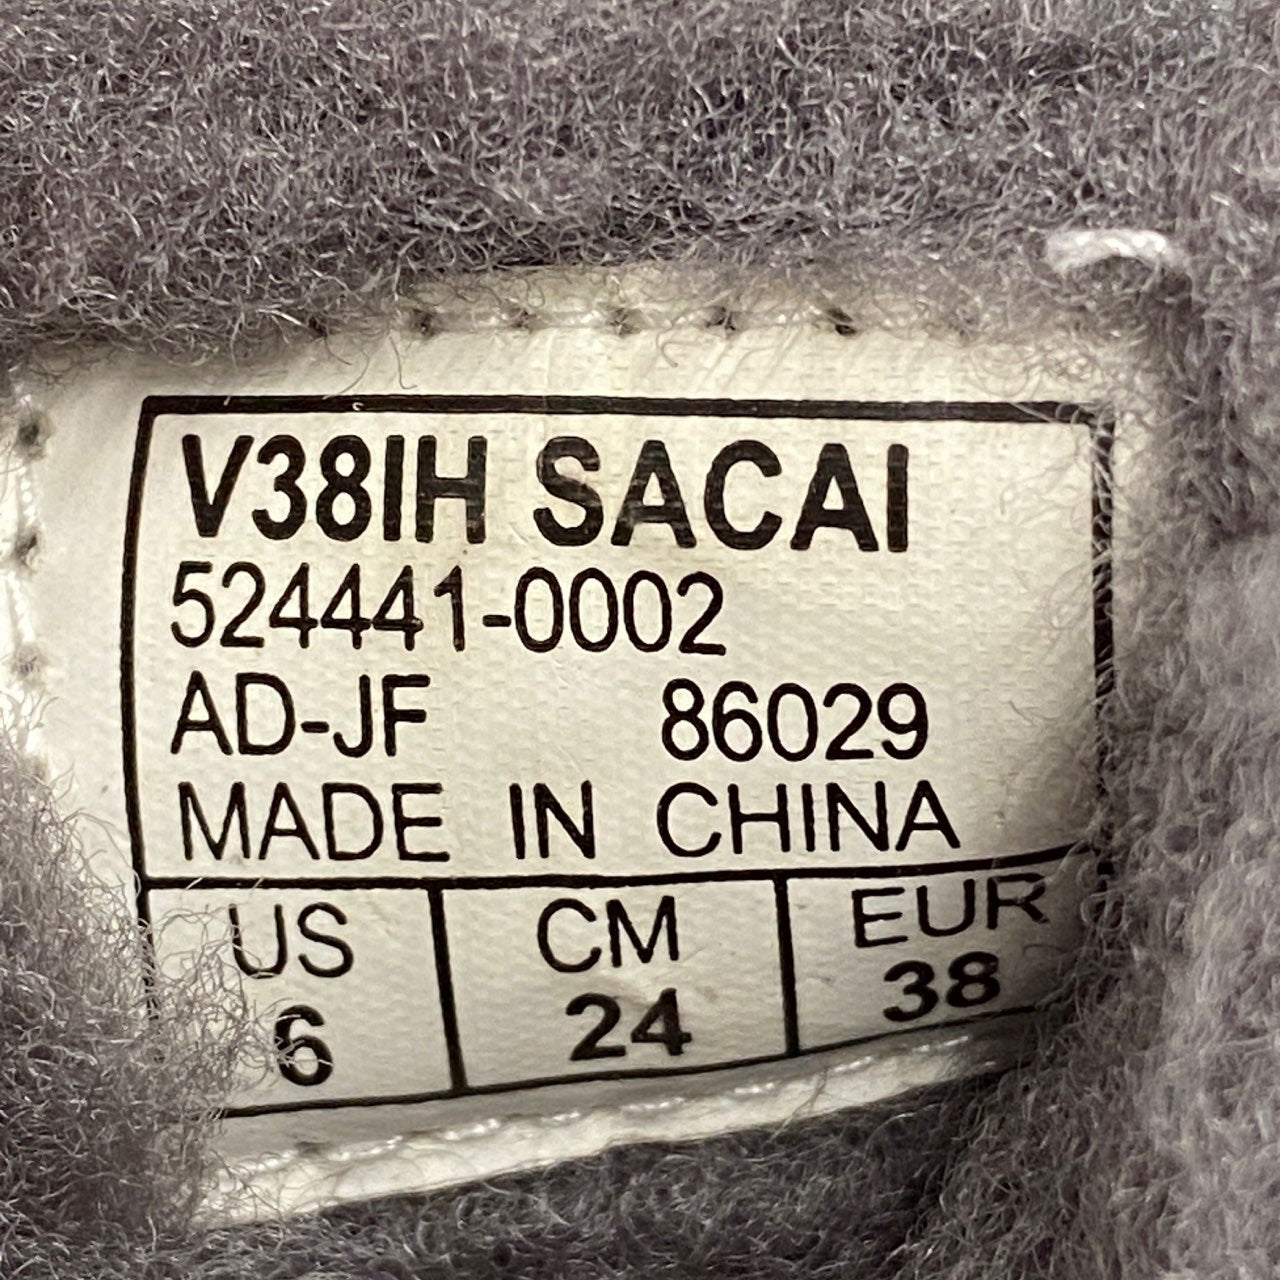 V38IH SACAI
524441-0002
AD-JF 86029
MADE IN CHINA
US CM EUR
6 24 38